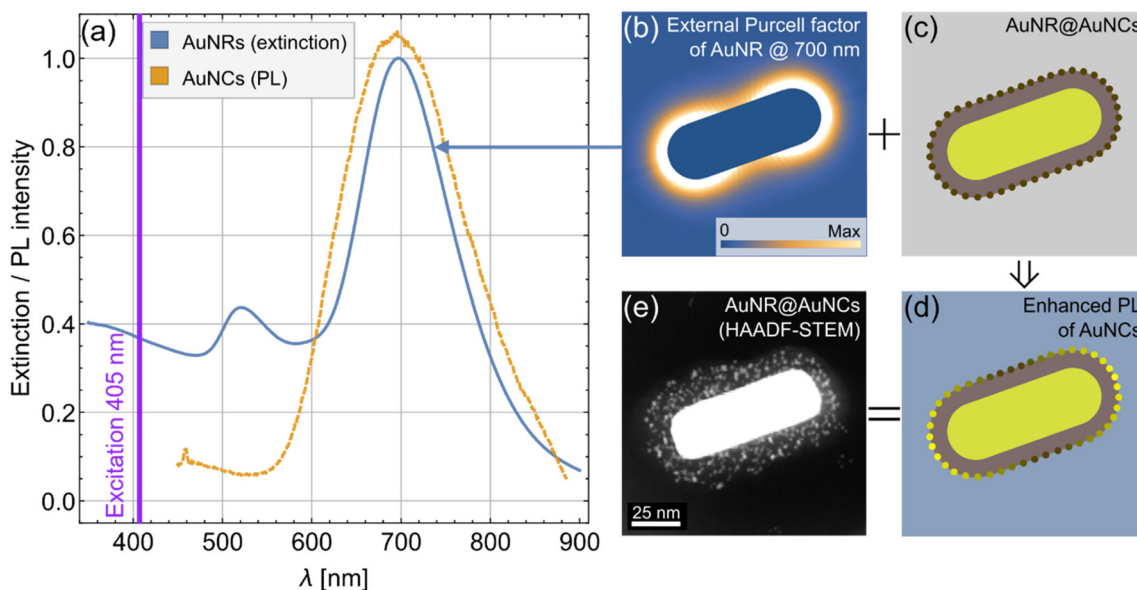 (a)
AuNRs (extinction)
AuNCs (PL)
Extinction / PL intensity
1.0
0.8
0.6
0.4
0.2
0.0
Excitation 405 nm
400
500
600
700
800
900
λ [nm]
(b) External Purcell factor
of AuNR @ 700 nm
0 Max
+
(c) AuNR@AuNCs
⇓
(e) AuNR@AuNCs
(HAADF-STEM)
25 nm
=
(d) Enhanced PL
of AuNCs